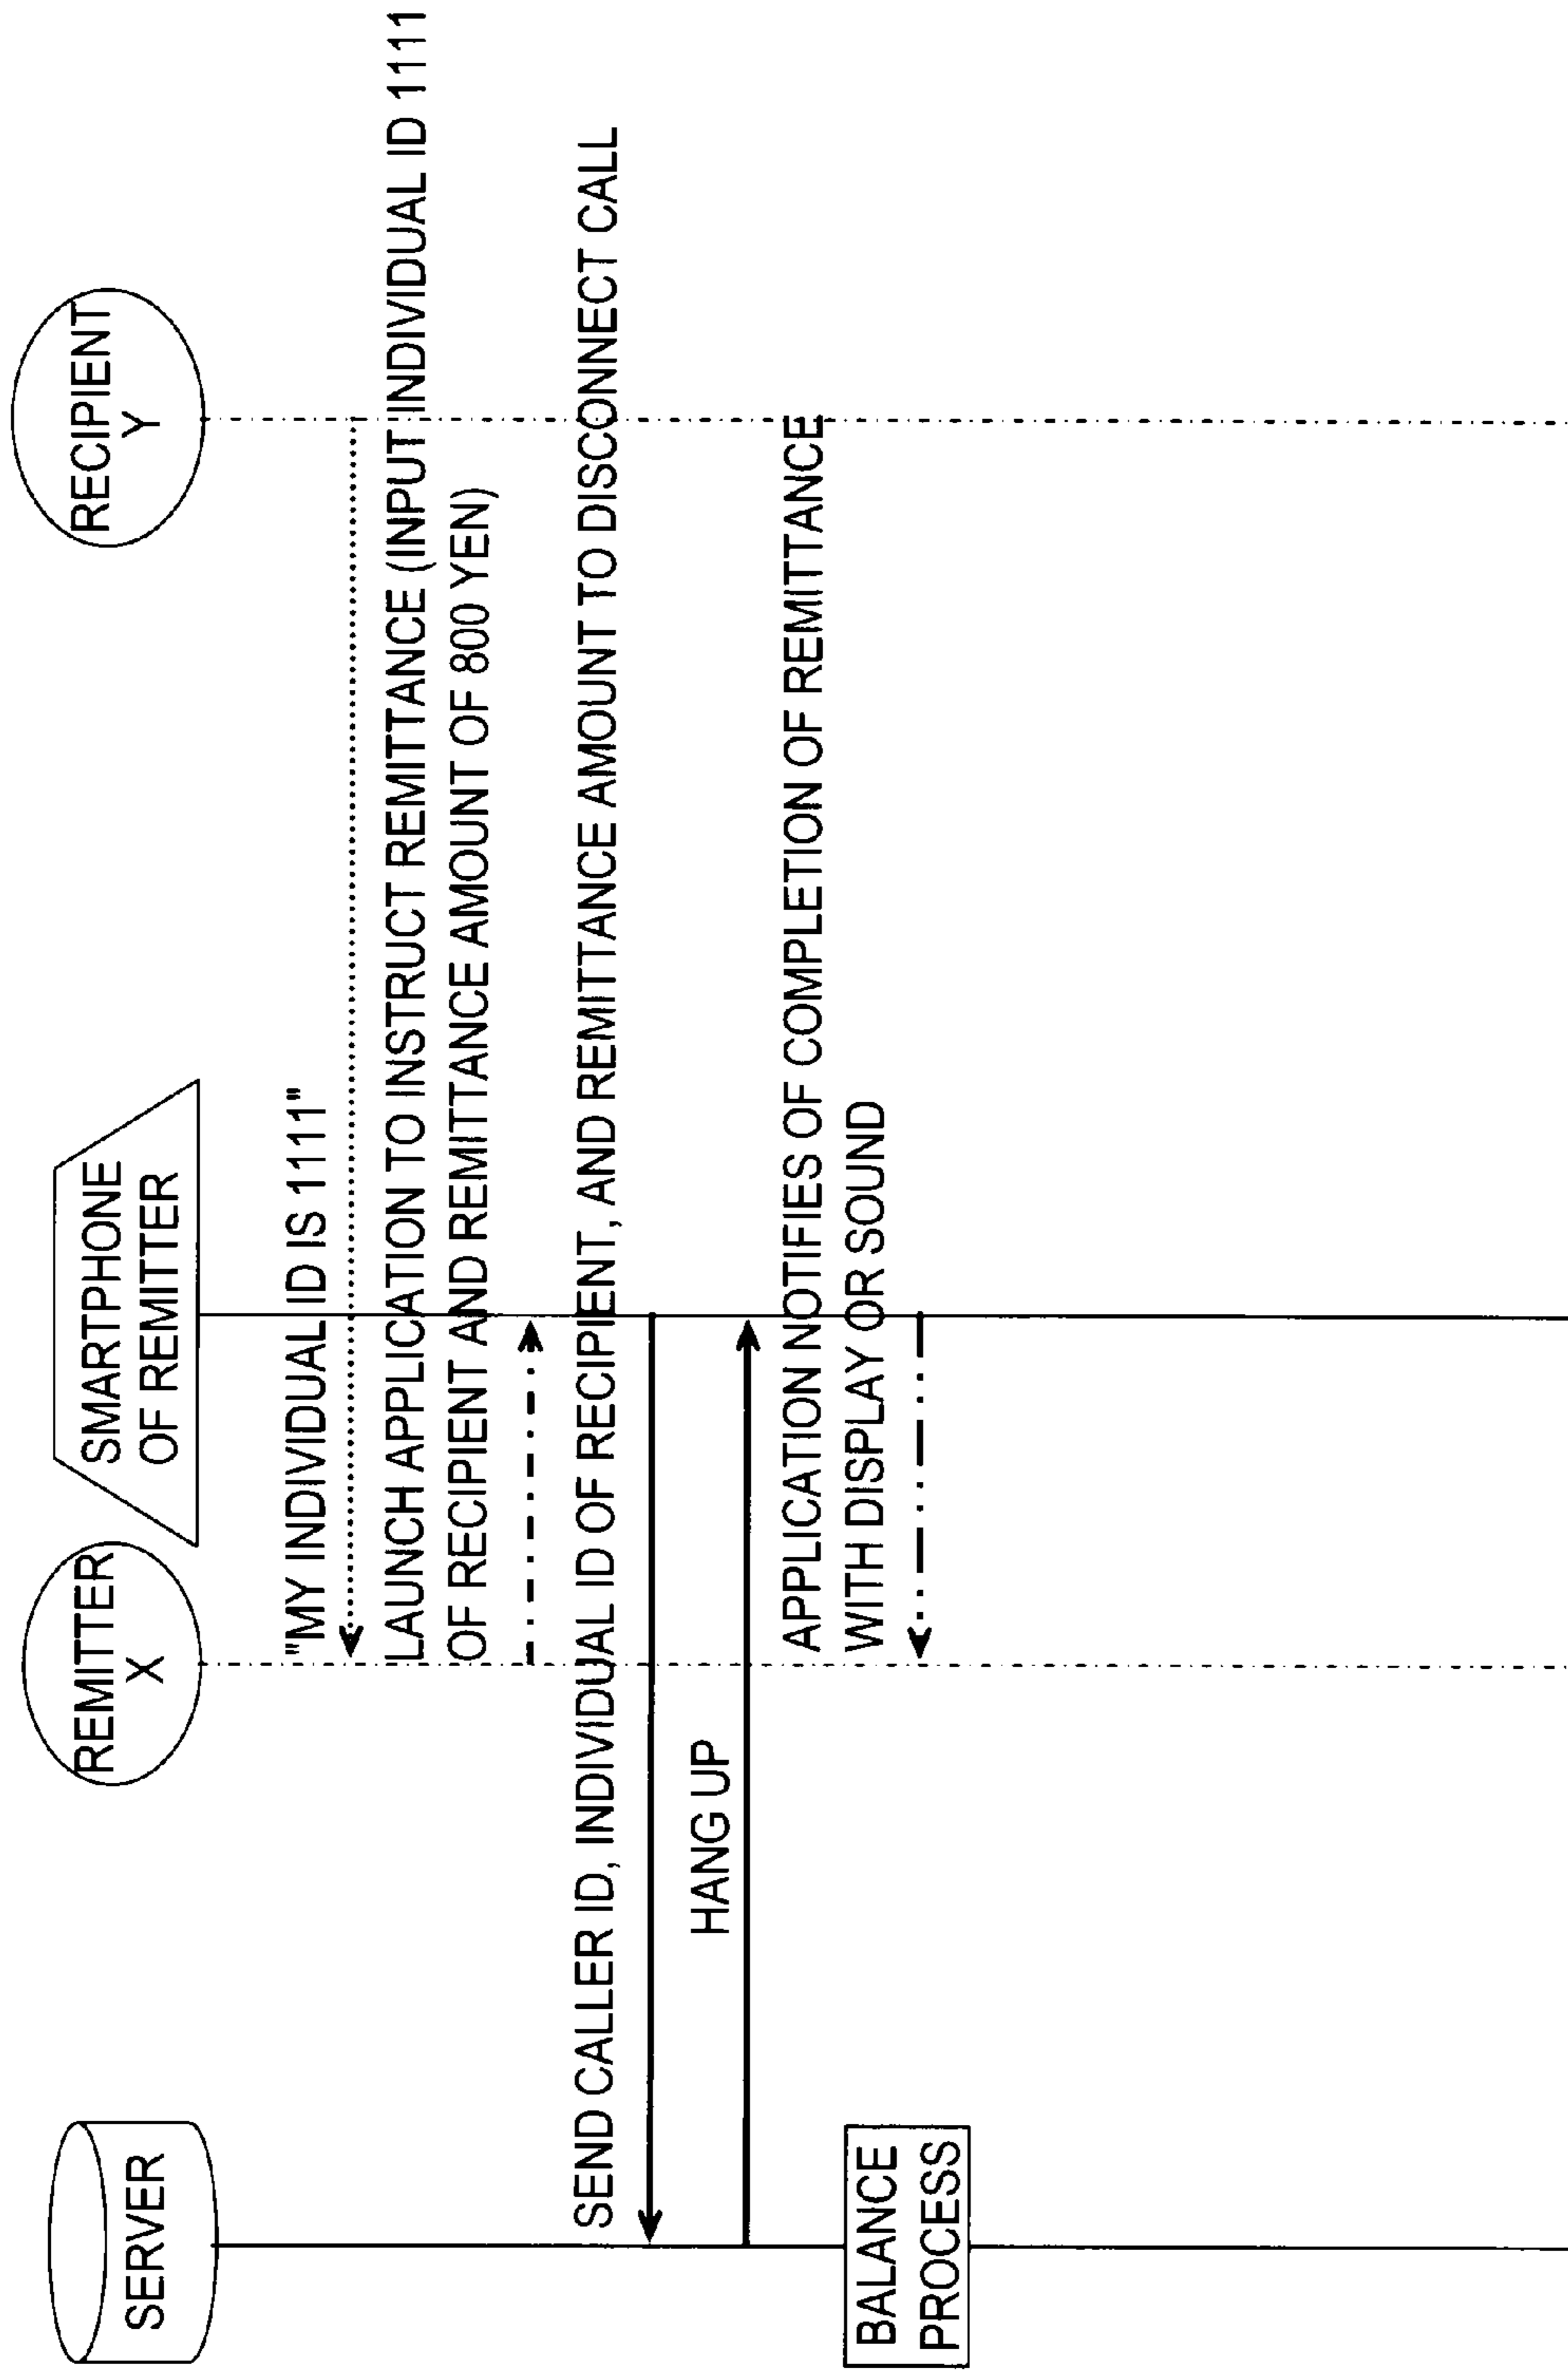 SERVER
REMITTER
X
SMARTPHONE
OF REMITTER
RECIPIENT
Y
"MY INDIVIDUAL ID IS 1111"
LAUNCH APPLICATION TO INSTRUCT REMITTANCE (INPUT INDIVIDUAL ID 1111
OF RECIPIENT AND REMITTANCE AMOUNT OF 800 YEN)
SEND CALLER ID, INDIVIDUAL ID OF RECIPIENT, AND REMITTANCE AMOUNT TO DISCONNECT CALL
HANG UP
APPLICATION NOTIFIES OF COMPLETION OF REMITTANCE
WITH DISPLAY OR SOUND
BALANCE
PROCESS